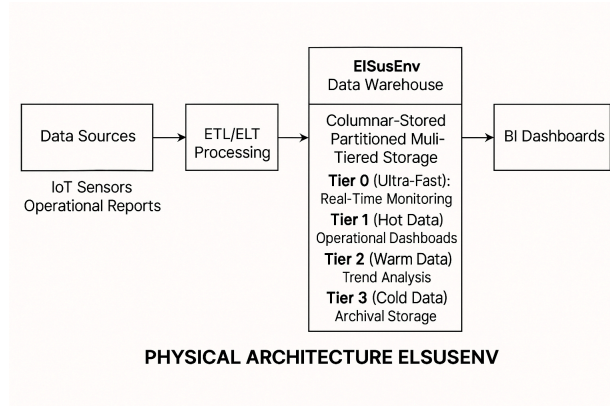 Data Sources
IoT Sensors
Operational Reports
ETL/ELT
Processing
ElSusEnv
Data Warehouse
Columnar-Stored
Partitioned Muli-
Tiered Storage
Tier 0 (Ultra-Fast):
Real-Time Monitoring
Tier 1 (Hot Data)
Operational Dashboads
Tier 2 (Warm Data)
Trend Analysis
Tier 3 (Cold Data)
Archival Storage
BI Dashboards
PHYSICAL ARCHITECTURE ELSUSENV